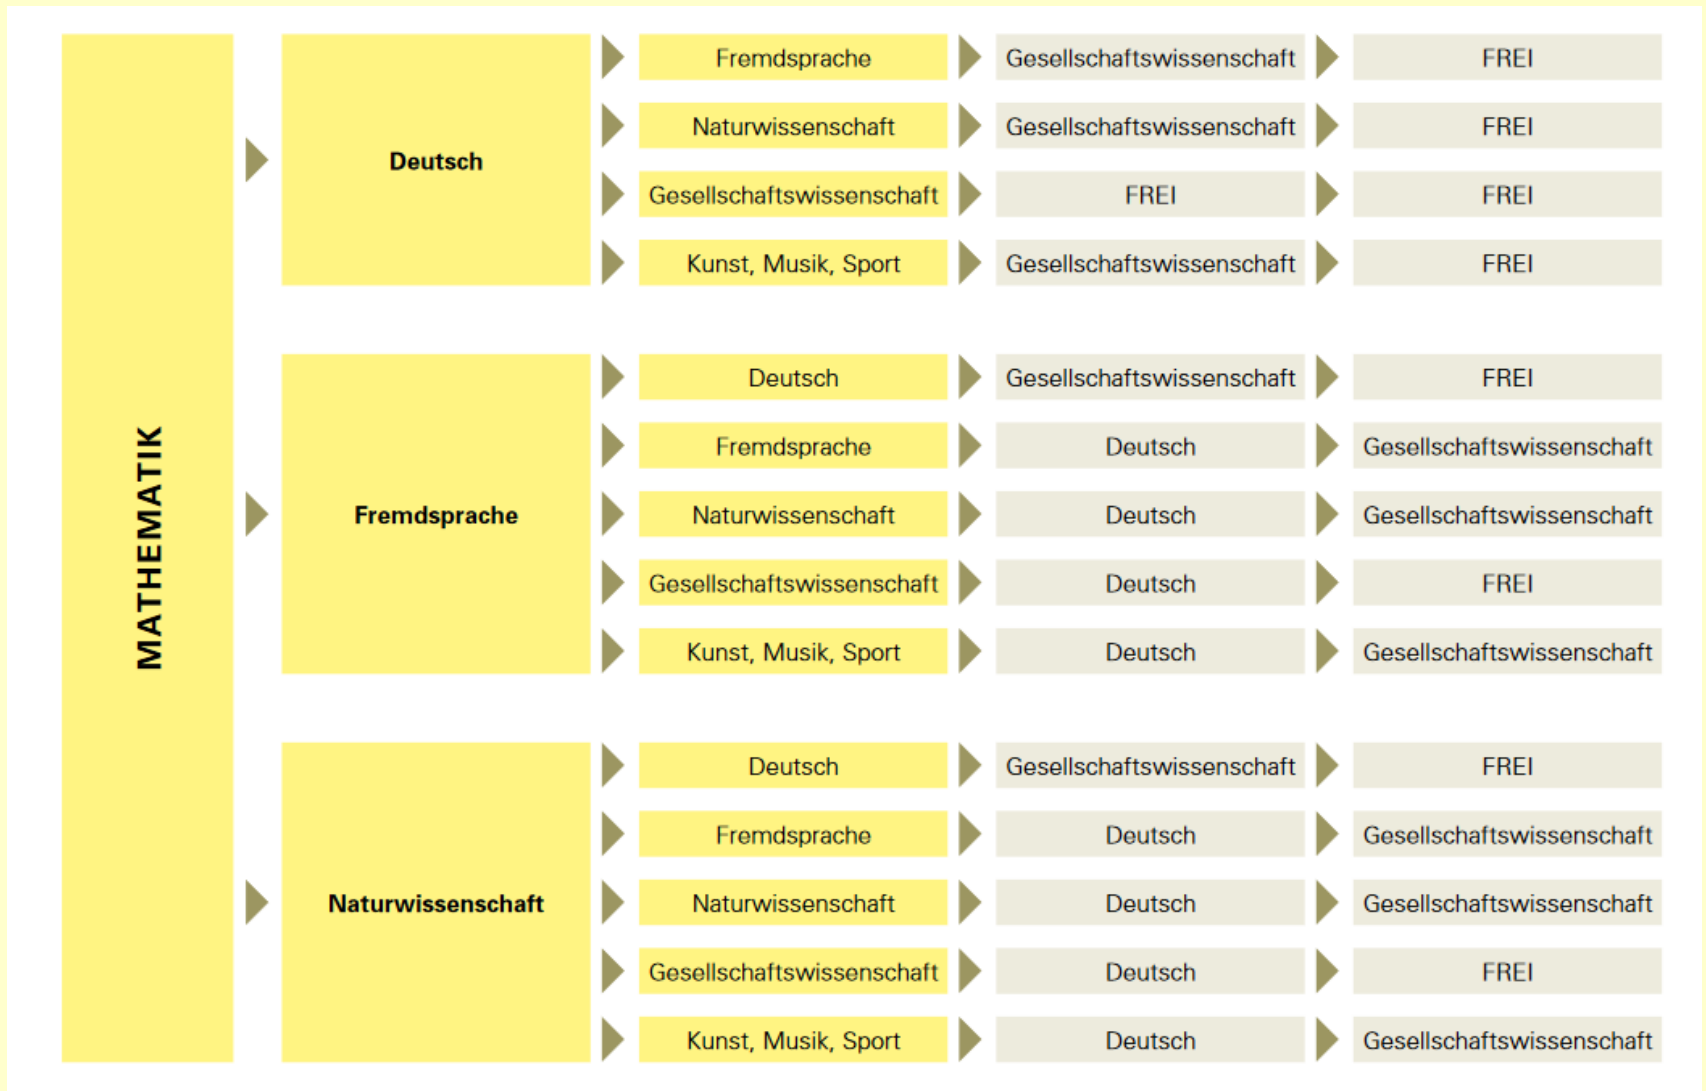 MATHEMATIK
Deutsch
Fremdsprache Gesellschaftswissenschaft FREI
Naturwissenschaft Gesellschaftswissenschaft FREI
Gesellschaftswissenschaft FREI FREI
Kunst, Musik, Sport Gesellschaftswissenschaft FREI
Fremdsprache
Deutsch Gesellschaftswissenschaft FREI
Fremdsprache Deutsch Gesellschaftswissenschaft
Naturwissenschaft Deutsch Gesellschaftswissenschaft
Gesellschaftswissenschaft Deutsch FREI
Kunst, Musik, Sport Deutsch Gesellschaftswissenschaft
Naturwissenschaft
Deutsch Gesellschaftswissenschaft FREI
Fremdsprache Deutsch Gesellschaftswissenschaft
Naturwissenschaft Deutsch Gesellschaftswissenschaft
Gesellschaftswissenschaft Deutsch FREI
Kunst, Musik, Sport Deutsch Gesellschaftswissenschaft